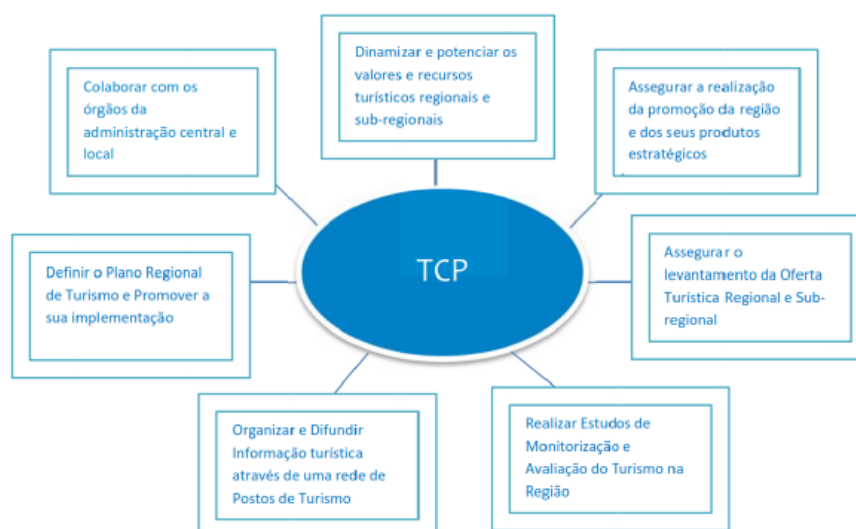 Dinamizar e potenciar os
valores e recursos
turísticos regionais e
sub-regionais
Colaborar com os
órgãos da
administração central e
local
Assegurar a realização
da promoção da região
e dos seus produtos
estratégicos
TCP
Definir o Plano Regional
de Turismo e Promover a
sua implementação
Assegurar o
levantamento da Oferta
Turística Regional e Sub-
regional
Organizar e Difundir
Informação turística
através de uma rede de
Postos de Turismo
Realizar Estudos de
Monitorização e
Avaliação do Turismo na
Região